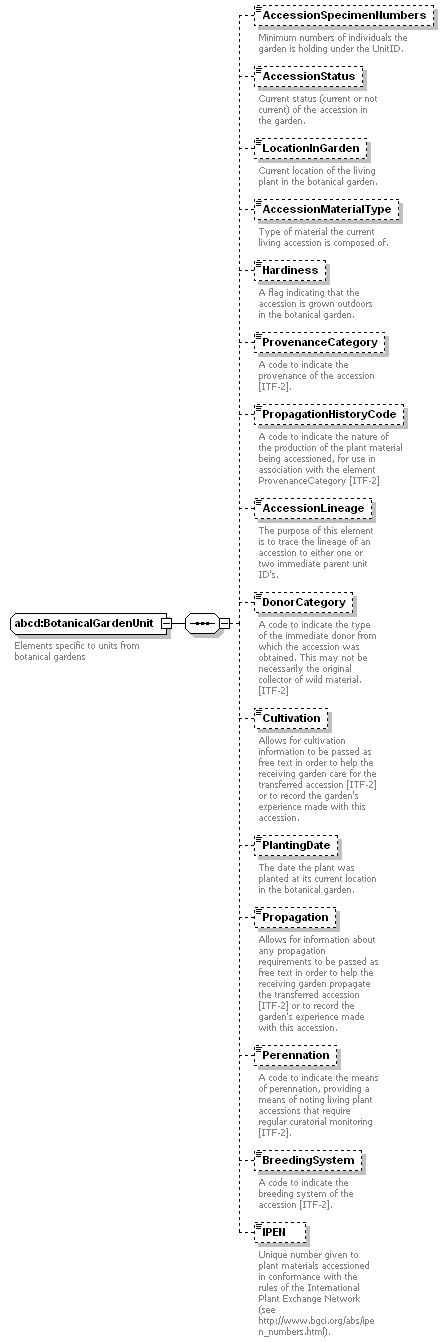 AccessionSpecimenNumbers
Minimum numbers of individuals the
garden is holding under the UnitID.
AccessionStatus
Current status (current or not
current) of the accession in
the garden.
LocationInGarden
Current location of the living
plant in the botanical garden.
AccessionMaterialType
Type of material the current
living accession is composed of.
Hardiness
A flag indicating that the
accession is grown outdoors
in the botanical garden.
ProvenanceCategory
A code to indicate the
provenance of the accession
[ITF-2].
PropagationHistoryCode
A code to indicate the nature of
the production of the plant material
being accessioned, for use in
association with the element
ProvenanceCategory [ITF-2]
AccessionLineage
The purpose of this element
is to trace the lineage of an
accession to either one or
two immediate parent unit
ID's.
abcd:BotanicalGardenUnit
Elements specific to units from
botanical gardens
DonorCategory
A code to indicate the type
of the immediate donor from
which the accession was
obtained. This may not be
necessarily the original
collector of wild material.
[ITF-2]
Cultivation
Allows for cultivation
information to be passed as
free text in order to help the
receiving garden care for the
transferred accession [ITF-2]
or to record the garden's
experience made with this
accession.
PlantingDate
The date the plant was
planted at its current location
in the botanical garden.
Propagation
Allows for information about
any propagation
requirements to be passed as
free text in order to help the
receiving garden propagate
the transferred accession
[ITF-2] or to record the
garden's experience made
with this accession.
Perennation
A code to indicate the means
of perennation, providing a
means of noting living plant
accessions that require
regular curatorial monitoring
[ITF-2].
BreedingSystem
A code to indicate the
breeding system of the
accession [ITF-2].
IPEN
Unique number given to
plant materials accessioned
in conformance with the
rules of the International
Plant Exchange Network
(see
http://www.bgci.org/abs/ipe
n_numbers.html).